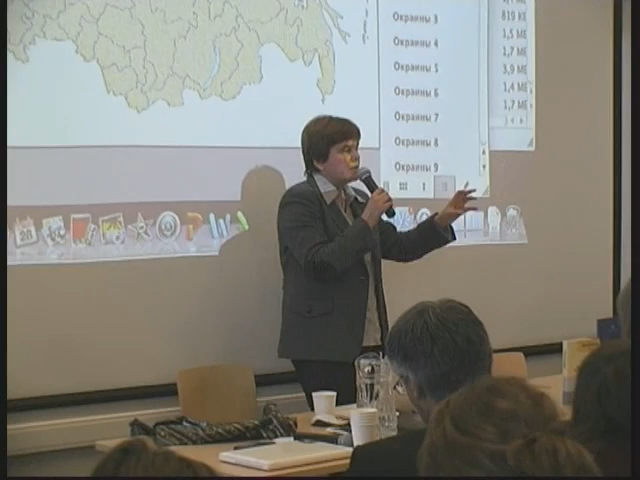 Окраины 3
Окраины 4
Окраины 5
Окраины 6
Окраины 7
Окраины 8
Окраины 9
819 КБ
1,5 МБ
1,7 МБ
3,9 МБ
1,4 МБ
1,7 МБ